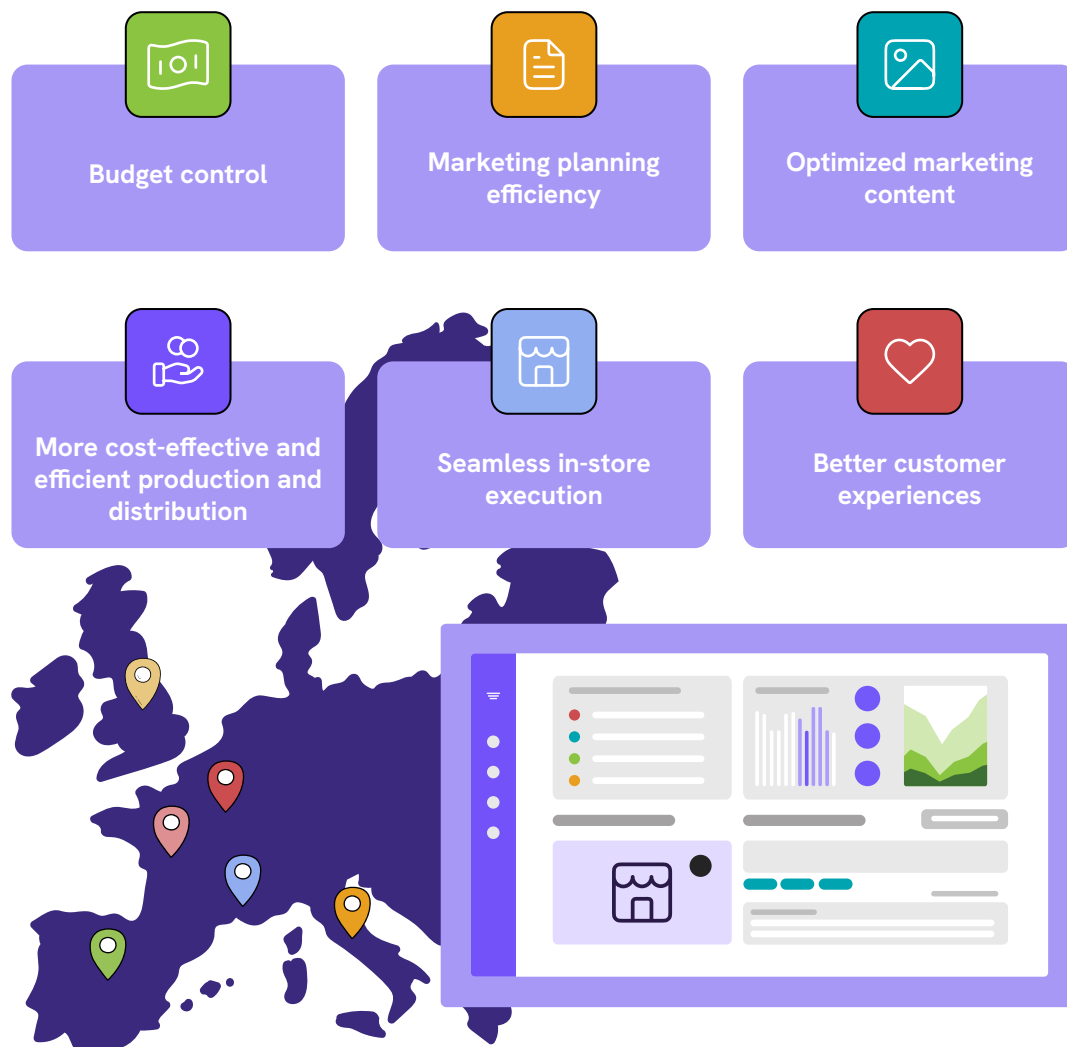 Budget control
Marketing planning
efficiency
Optimized marketing
content
More cost-effective and
efficient production and
distribution
Seamless in-store
execution
Better customer
experiences